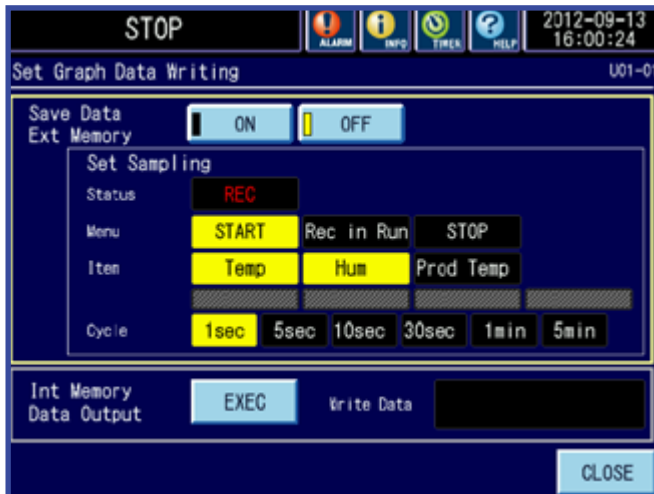 STOP
ALARM
INFO
TIMER
HELP
2012-09-13
16:00:24
Set Graph Data Writing
U01-01
Save Data
Ext Memory
ON
OFF
Set Sampling
Status
REC
Menu
START
Rec in Run
STOP
Item
Temp
Hum
Prod Temp
Cycle
1sec
5sec
10sec
30sec
1min
5min
Int Memory
Data Output
EXEC
Write Data
CLOSE